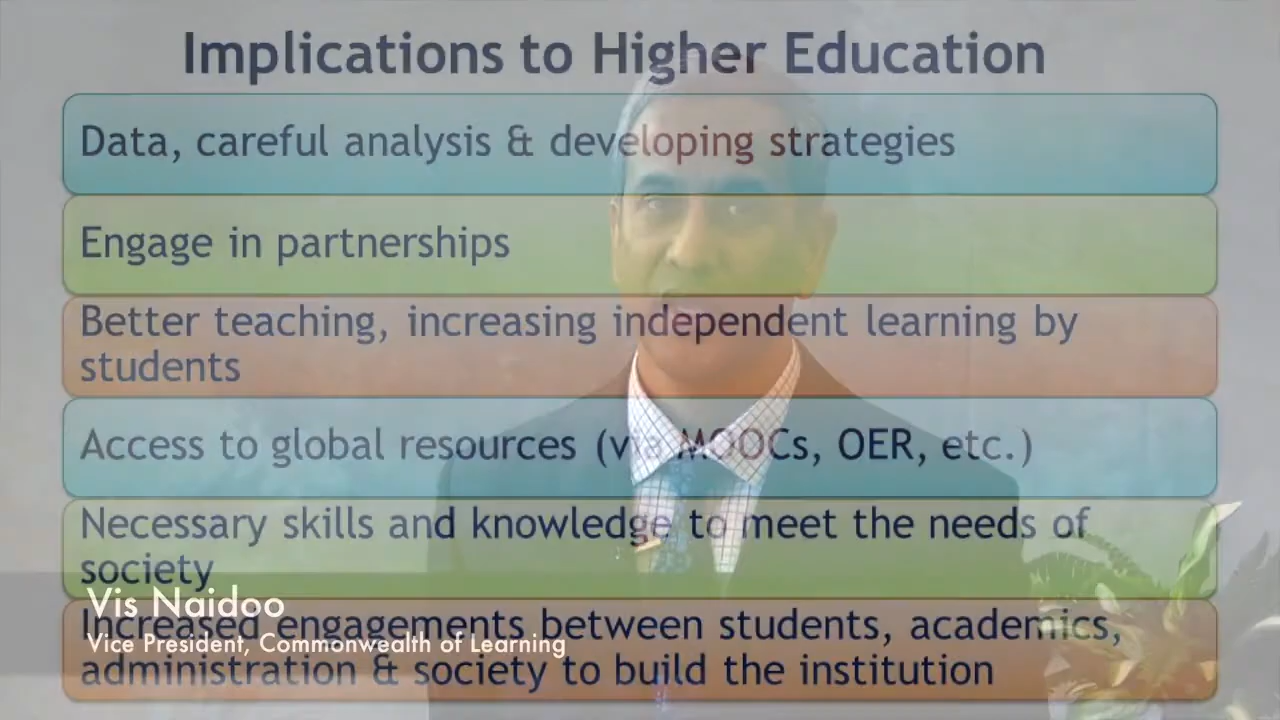 Implications to Higher Education
Data, careful analysis & developing strategies
Engage in partnerships
Better teaching, increasing independent learning by
students
Access to global resources (via MOOCs, OER, etc.)
Necessary skills and knowledge to meet the needs of
society
Vis Naidoo
Increased engagements between students, academics,
Vice President, Commonwealth of Learning
administration & society to build the institution